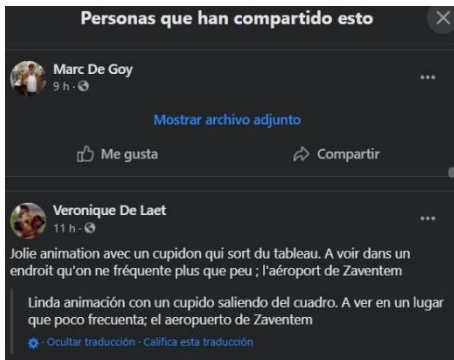 Personas que han compartido esto
Marc De Goy
9 h ·
Mostrar archivo adjunto
Me gusta Compartir
Veronique De Laet
11 h ·
Jolie animation avec un cupidon qui sort du tableau. A voir dans un
endroit qu'on ne fréquente plus que peu ; l'aéroport de Zaventem
Linda animación con un cupido saliendo del cuadro. A ver en un lugar
que poco frecuenta; el aeropuerto de Zaventem
· Ocultar traducción · Califica esta traducción